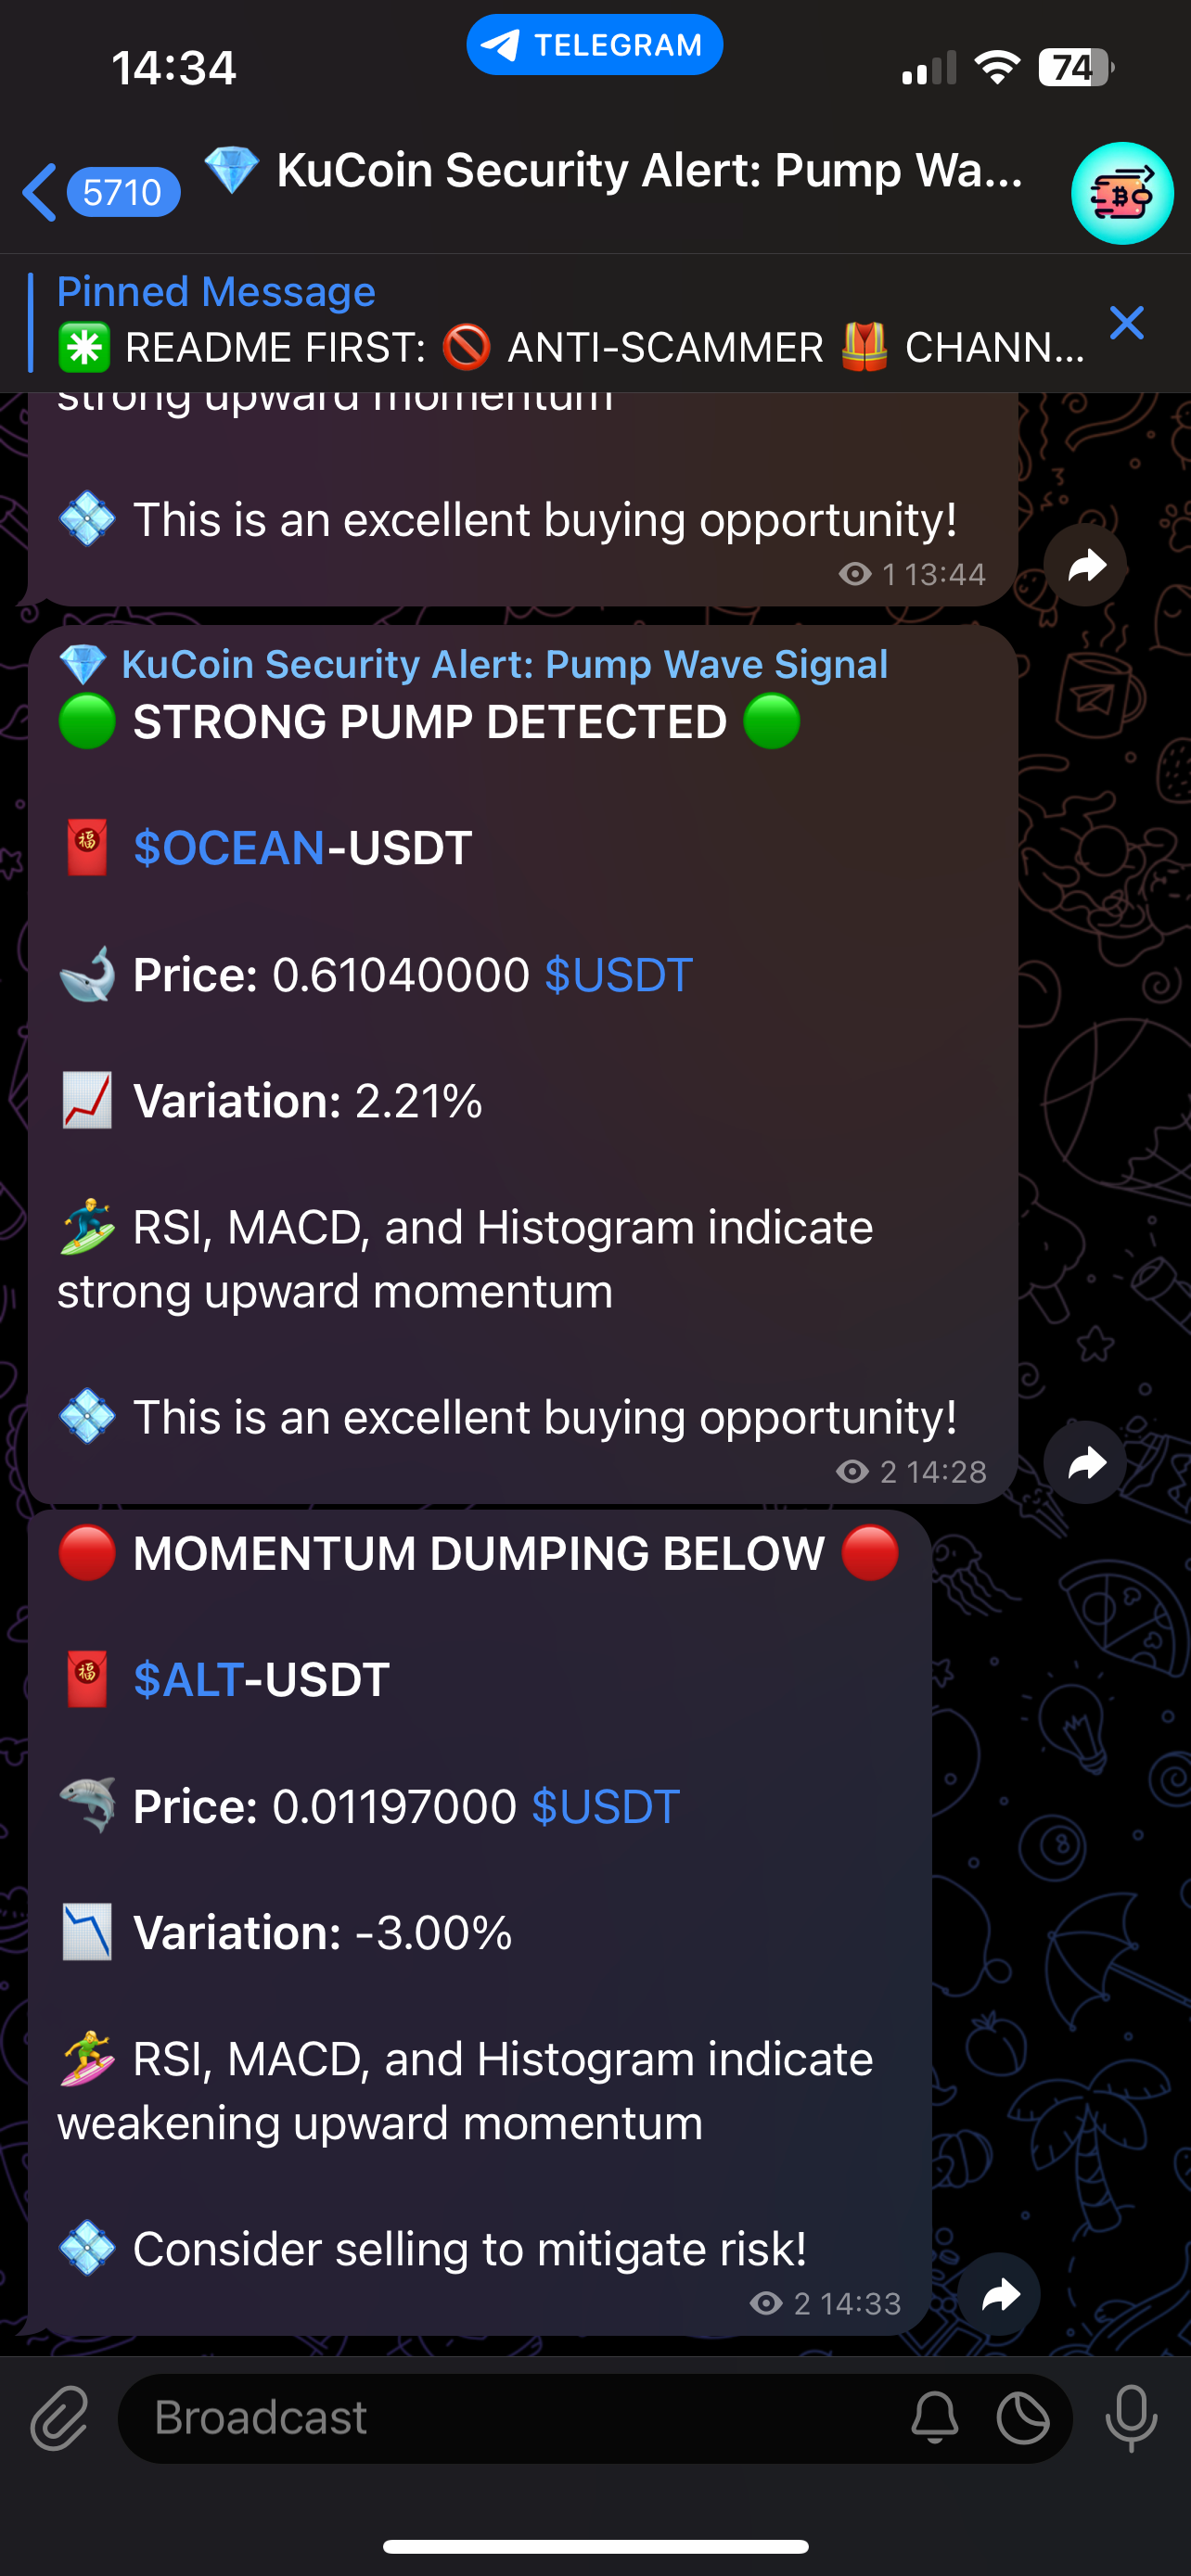 14:34
TELEGRAM
74
5710
KuCoin Security Alert: Pump Wa...
Pinned Message
README FIRST: 🚫 ANTI-SCAMMER 🦺 CHANN...
strong upward momentum
💠 This is an excellent buying opportunity!
1 13:44
💎 KuCoin Security Alert: Pump Wave Signal
🟢 STRONG PUMP DETECTED 🟢
🧧 $OCEAN-USDT
🐋 Price: 0.61040000 $USDT
📈 Variation: 2.21%
🏄‍♂️ RSI, MACD, and Histogram indicate
strong upward momentum
💠 This is an excellent buying opportunity!
2 14:28
🔴 MOMENTUM DUMPING BELOW 🔴
🧧 $ALT-USDT
🦈 Price: 0.01197000 $USDT
📉 Variation: -3.00%
🏄‍♀️ RSI, MACD, and Histogram indicate
weakening upward momentum
💠 Consider selling to mitigate risk!
2 14:33
Broadcast